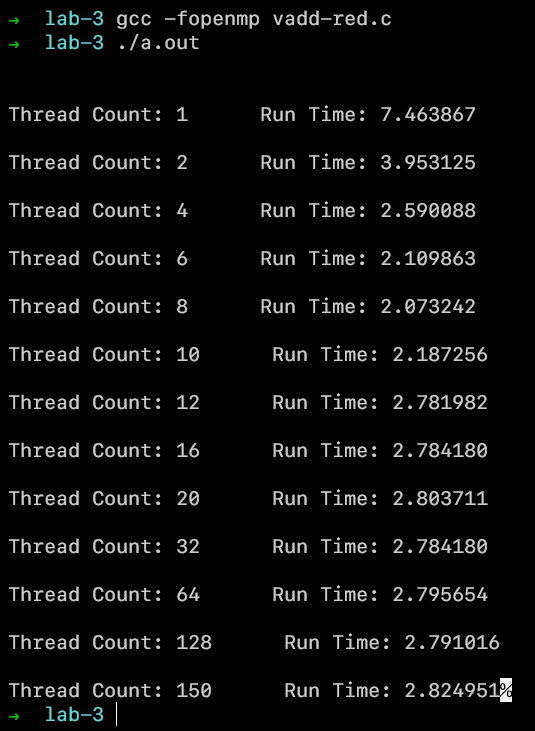 → lab-3 gcc -fopenmp vadd-red.c
→ lab-3 ./a.out
Thread Count: 1      Run Time: 7.463867
Thread Count: 2      Run Time: 3.953125
Thread Count: 4      Run Time: 2.590088
Thread Count: 6      Run Time: 2.109863
Thread Count: 8      Run Time: 2.073242
Thread Count: 10      Run Time: 2.187256
Thread Count: 12      Run Time: 2.781982
Thread Count: 16      Run Time: 2.784180
Thread Count: 20      Run Time: 2.803711
Thread Count: 32      Run Time: 2.784180
Thread Count: 64      Run Time: 2.795654
Thread Count: 128      Run Time: 2.791016
Thread Count: 150      Run Time: 2.824951%
→ lab-3